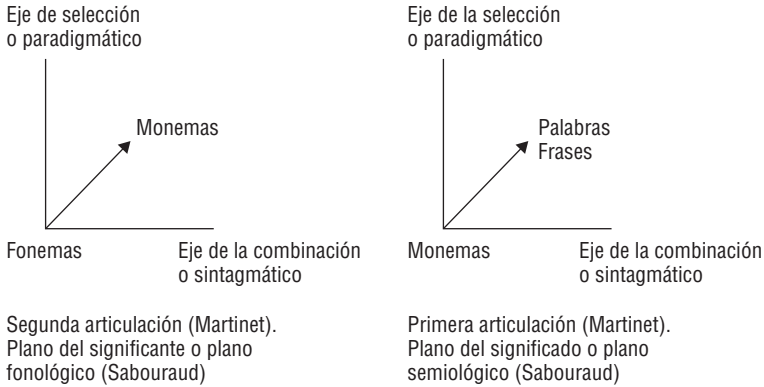 Eje de selección
o paradigmático
Monemas
Fonemas
Eje de la combinación
o sintagmático
Segunda articulación (Martinet).
Plano del significante o plano
fonológico (Sabouraud)
Eje de la selección
o paradigmático
Palabras
Frases
Monemas
Eje de la combinación
o sintagmático
Primera articulación (Martinet).
Plano del significado o plano
semiológico (Sabouraud)